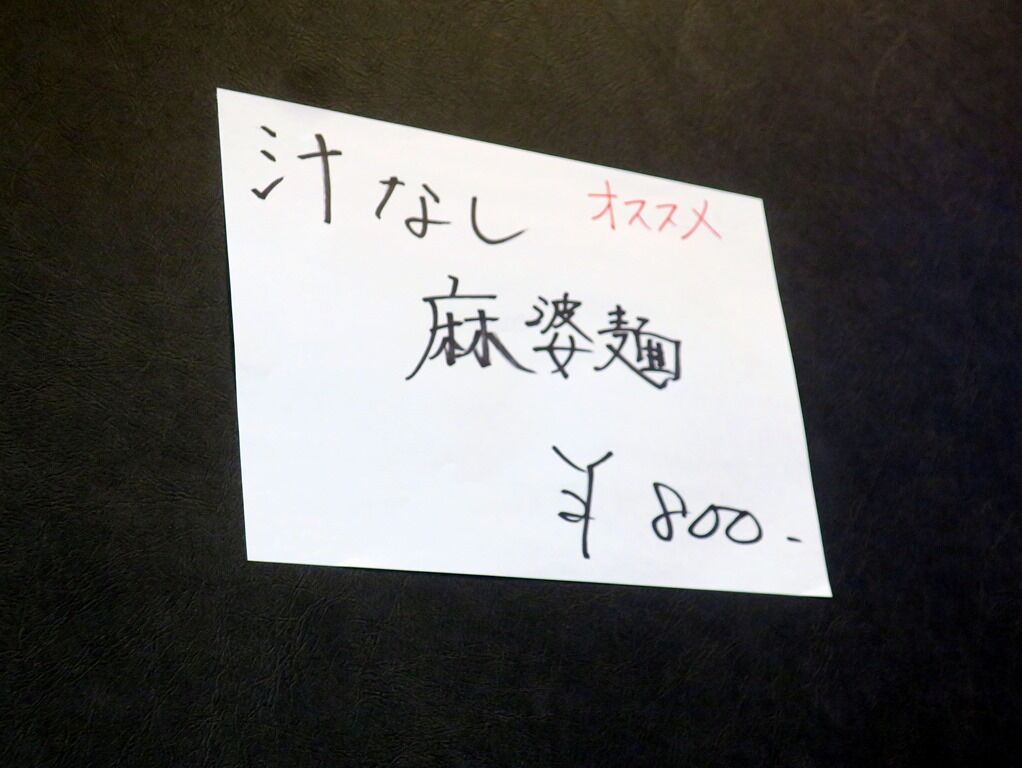 汁なし オススメ
麻婆麺
¥800.-